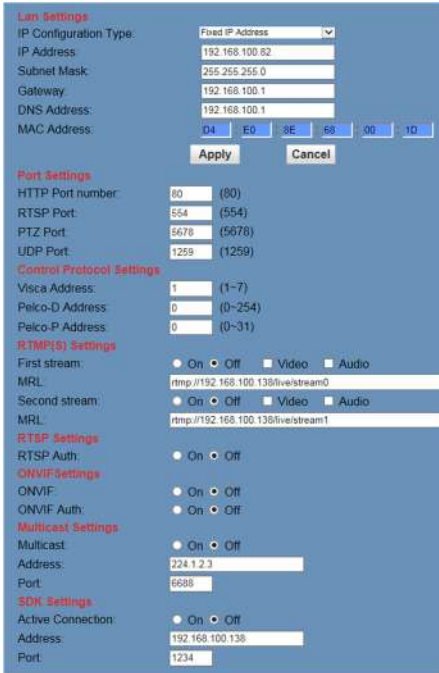 Lan Settings
IP Configuration Type: Fixed IP Address
IP Address: 192.168.100.82
Subnet Mask: 255.255.255.0
Gateway: 192.168.100.1
DNS Address: 192.168.100.1
MAC Address: D4 : E0 : 8E : 68 : 00 : 1D
Apply Cancel
Port Settings
HTTP Port number: 80 (80)
RTSP Port: 554 (554)
PTZ Port: 5678 (5678)
UDP Port: 1259 (1259)
Control Protocol Settings
Visca Address: 1 (1~7)
Pelco-D Address: 0 (0~254)
Pelco-P Address: 0 (0~31)
RTMP(S) Settings
First stream: On Off Video Audio
MRL: rtmp://192.168.100.138/live/stream0
Second stream: On Off Video Audio
MRL: rtmp://192.168.100.138/live/stream1
RTSP Settings
RTSP Auth: On Off
ONVIFSettings
ONVIF: On Off
ONVIF Auth: On Off
Multicast Settings
Multicast: On Off
Address: 224.1.2.3
Port: 6688
SDK Settings
Active Connection: On Off
Address: 192.168.100.138
Port: 1234